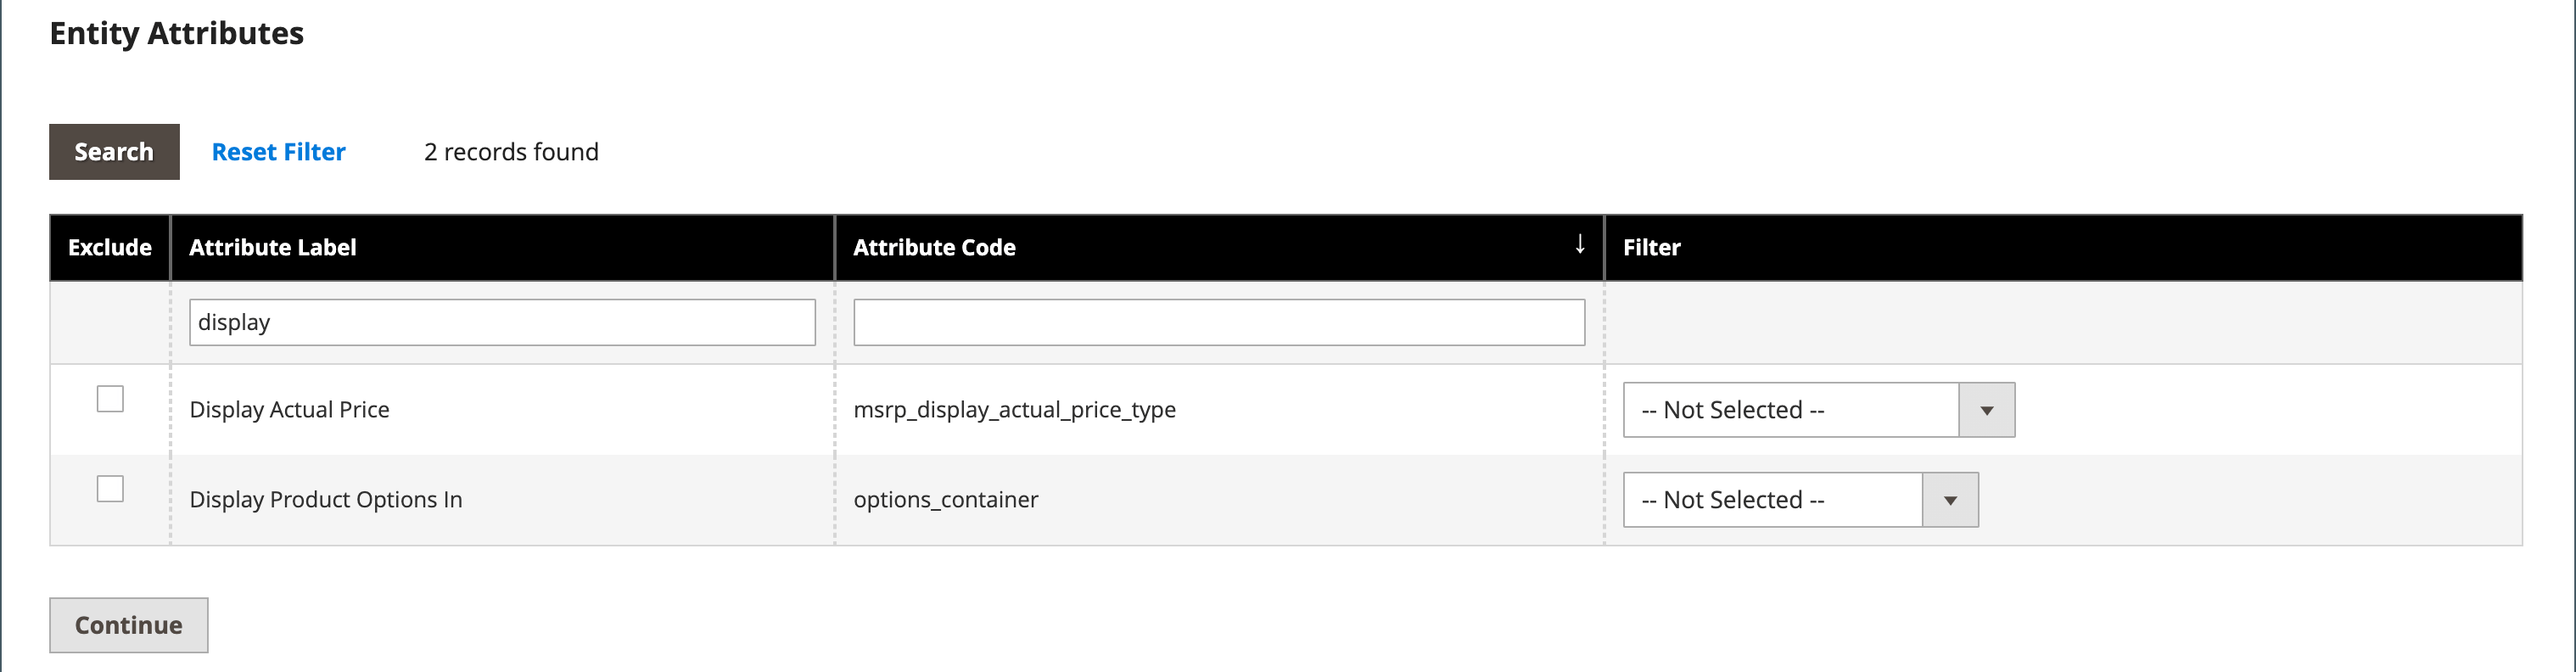 Entity Attributes
Search Reset Filter 2 records found
Exclude Attribute Label Attribute Code ↓ Filter
display
Display Actual Price msrp_display_actual_price_type -- Not Selected --
Display Product Options In options_container -- Not Selected --
Continue